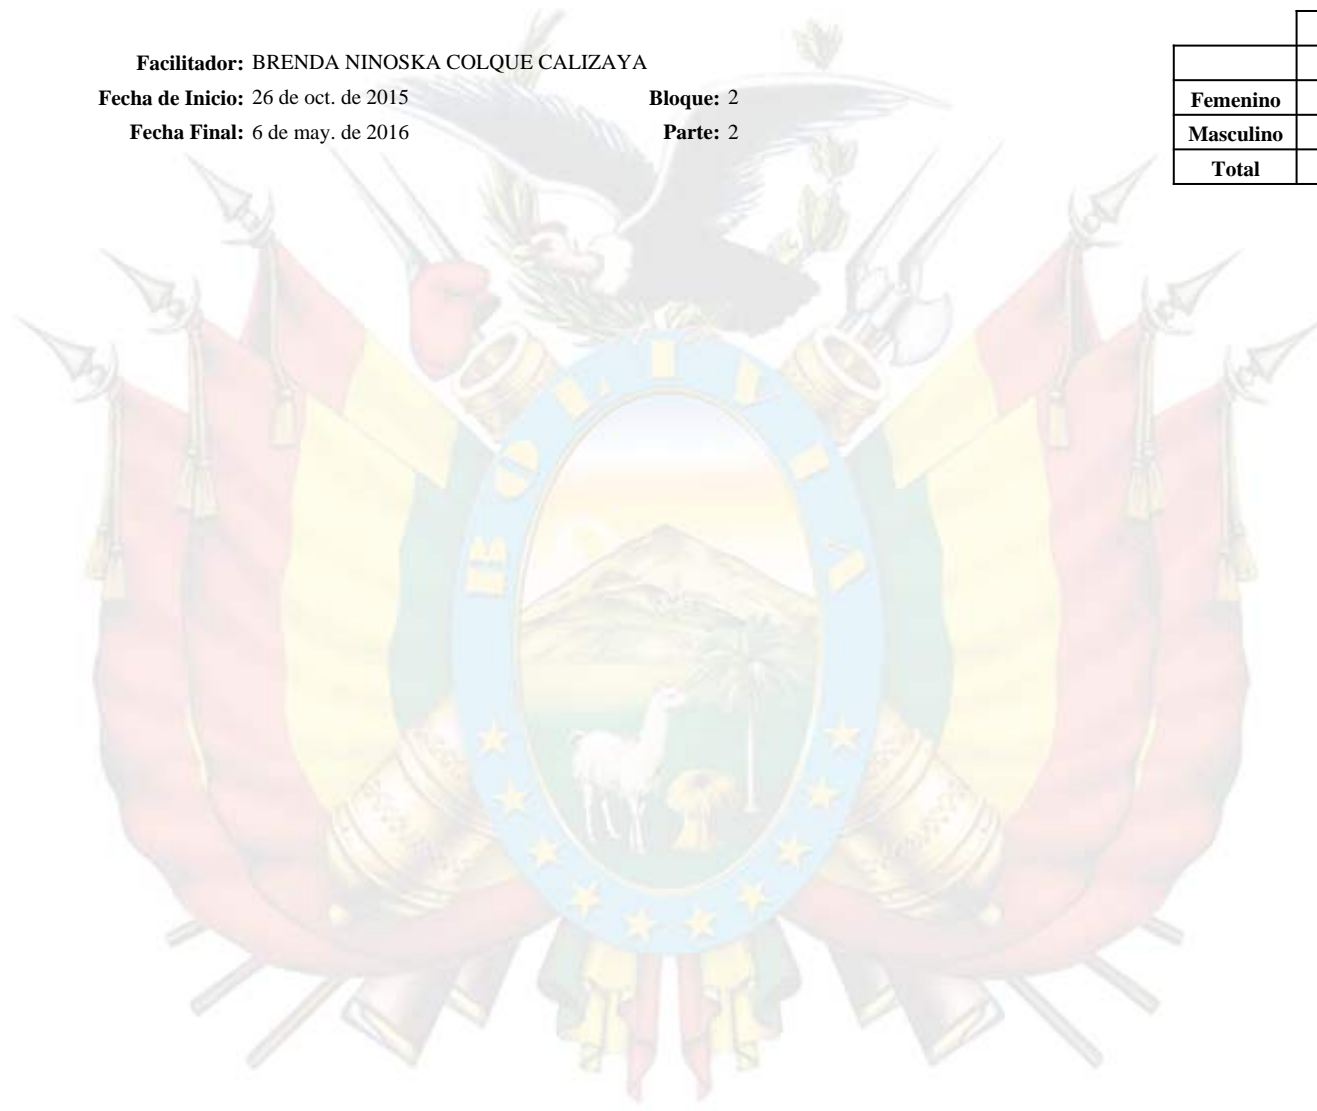 Facilitador: BRENDA NINOSKA COLQUE CALIZAYA
Fecha de Inicio: 26 de oct. de 2015 Bloque: 2
Fecha Final: 6 de may. de 2016 Parte: 2
Femenino
Masculino
Total
BOLIVIA